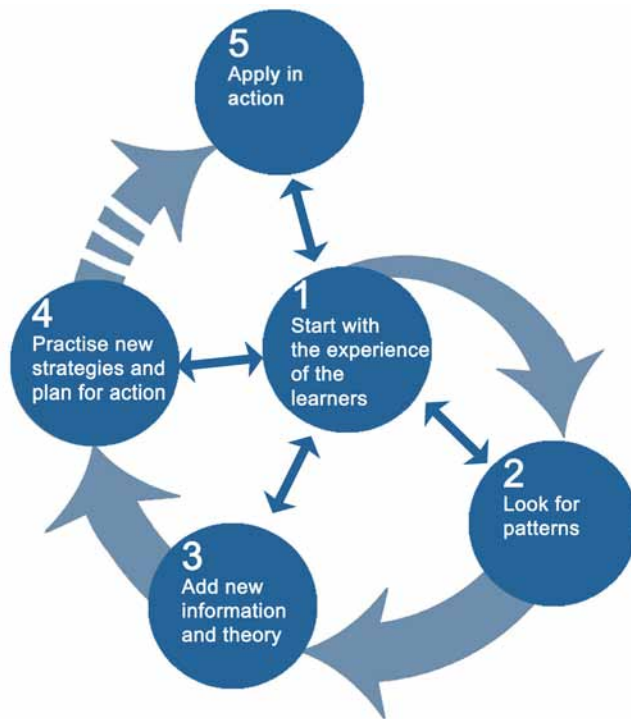 1
Start with
the experience
of the
learners
2
Look for
patterns
3
Add new
information
and theory
4
Practise new
strategies and
plan for action
5
Apply in
action